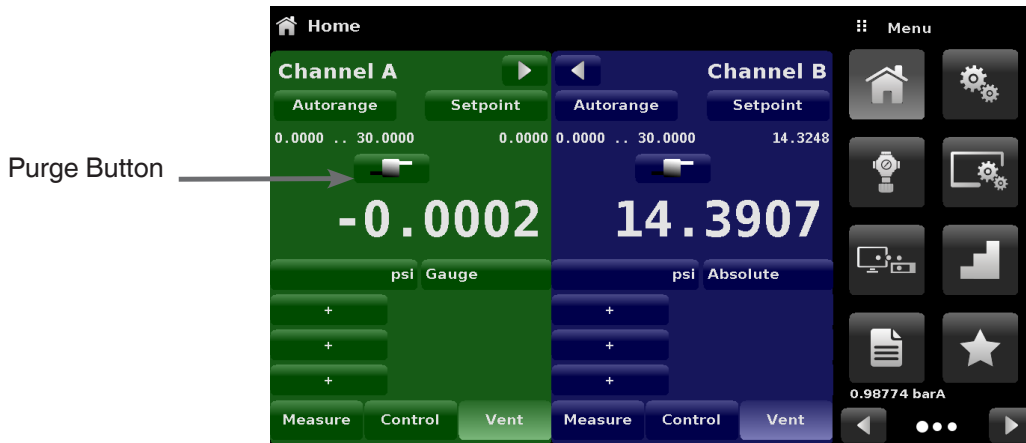 Purge Button
Home
Channel A
Autorange Setpoint
0.0000 .. 30.0000 0.0000
-0.0002
psi Gauge
+
+
+
Measure Control Vent
Channel B
Autorange Setpoint
0.0000 .. 30.0000 14.3248
14.3907
psi Absolute
+
+
+
Measure Control Vent
Menu
0.98774 barA